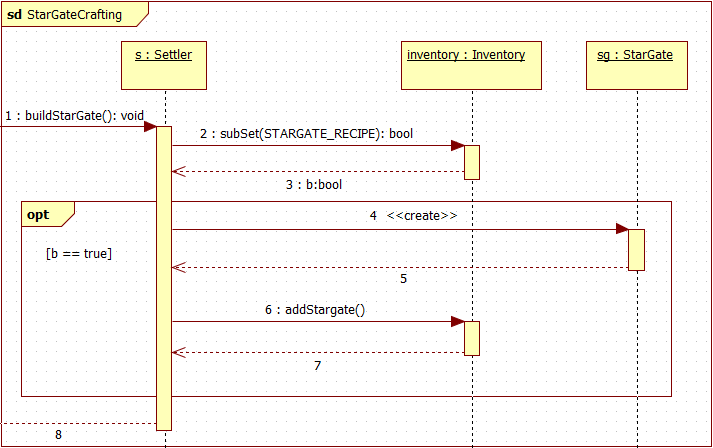 sd StarGateCrafting
s : Settler
inventory : Inventory
sg : StarGate
1 : buildStarGate(): void
2 : subSet(STARGATE_RECIPE): bool
3 : b:bool
opt
4 <<create>>
[b == true]
5
6 : addStargate()
7
8